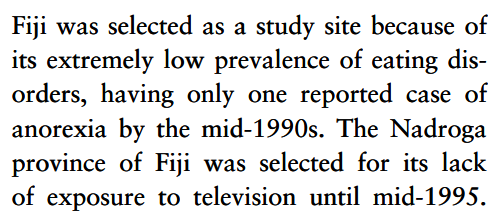 Fiji was selected as a study site because of
its extremely low prevalence of eating dis-
orders, having only one reported case of
anorexia by the mid-1990s. The Nadroga
province of Fiji was selected for its lack
of exposure to television until mid-1995.